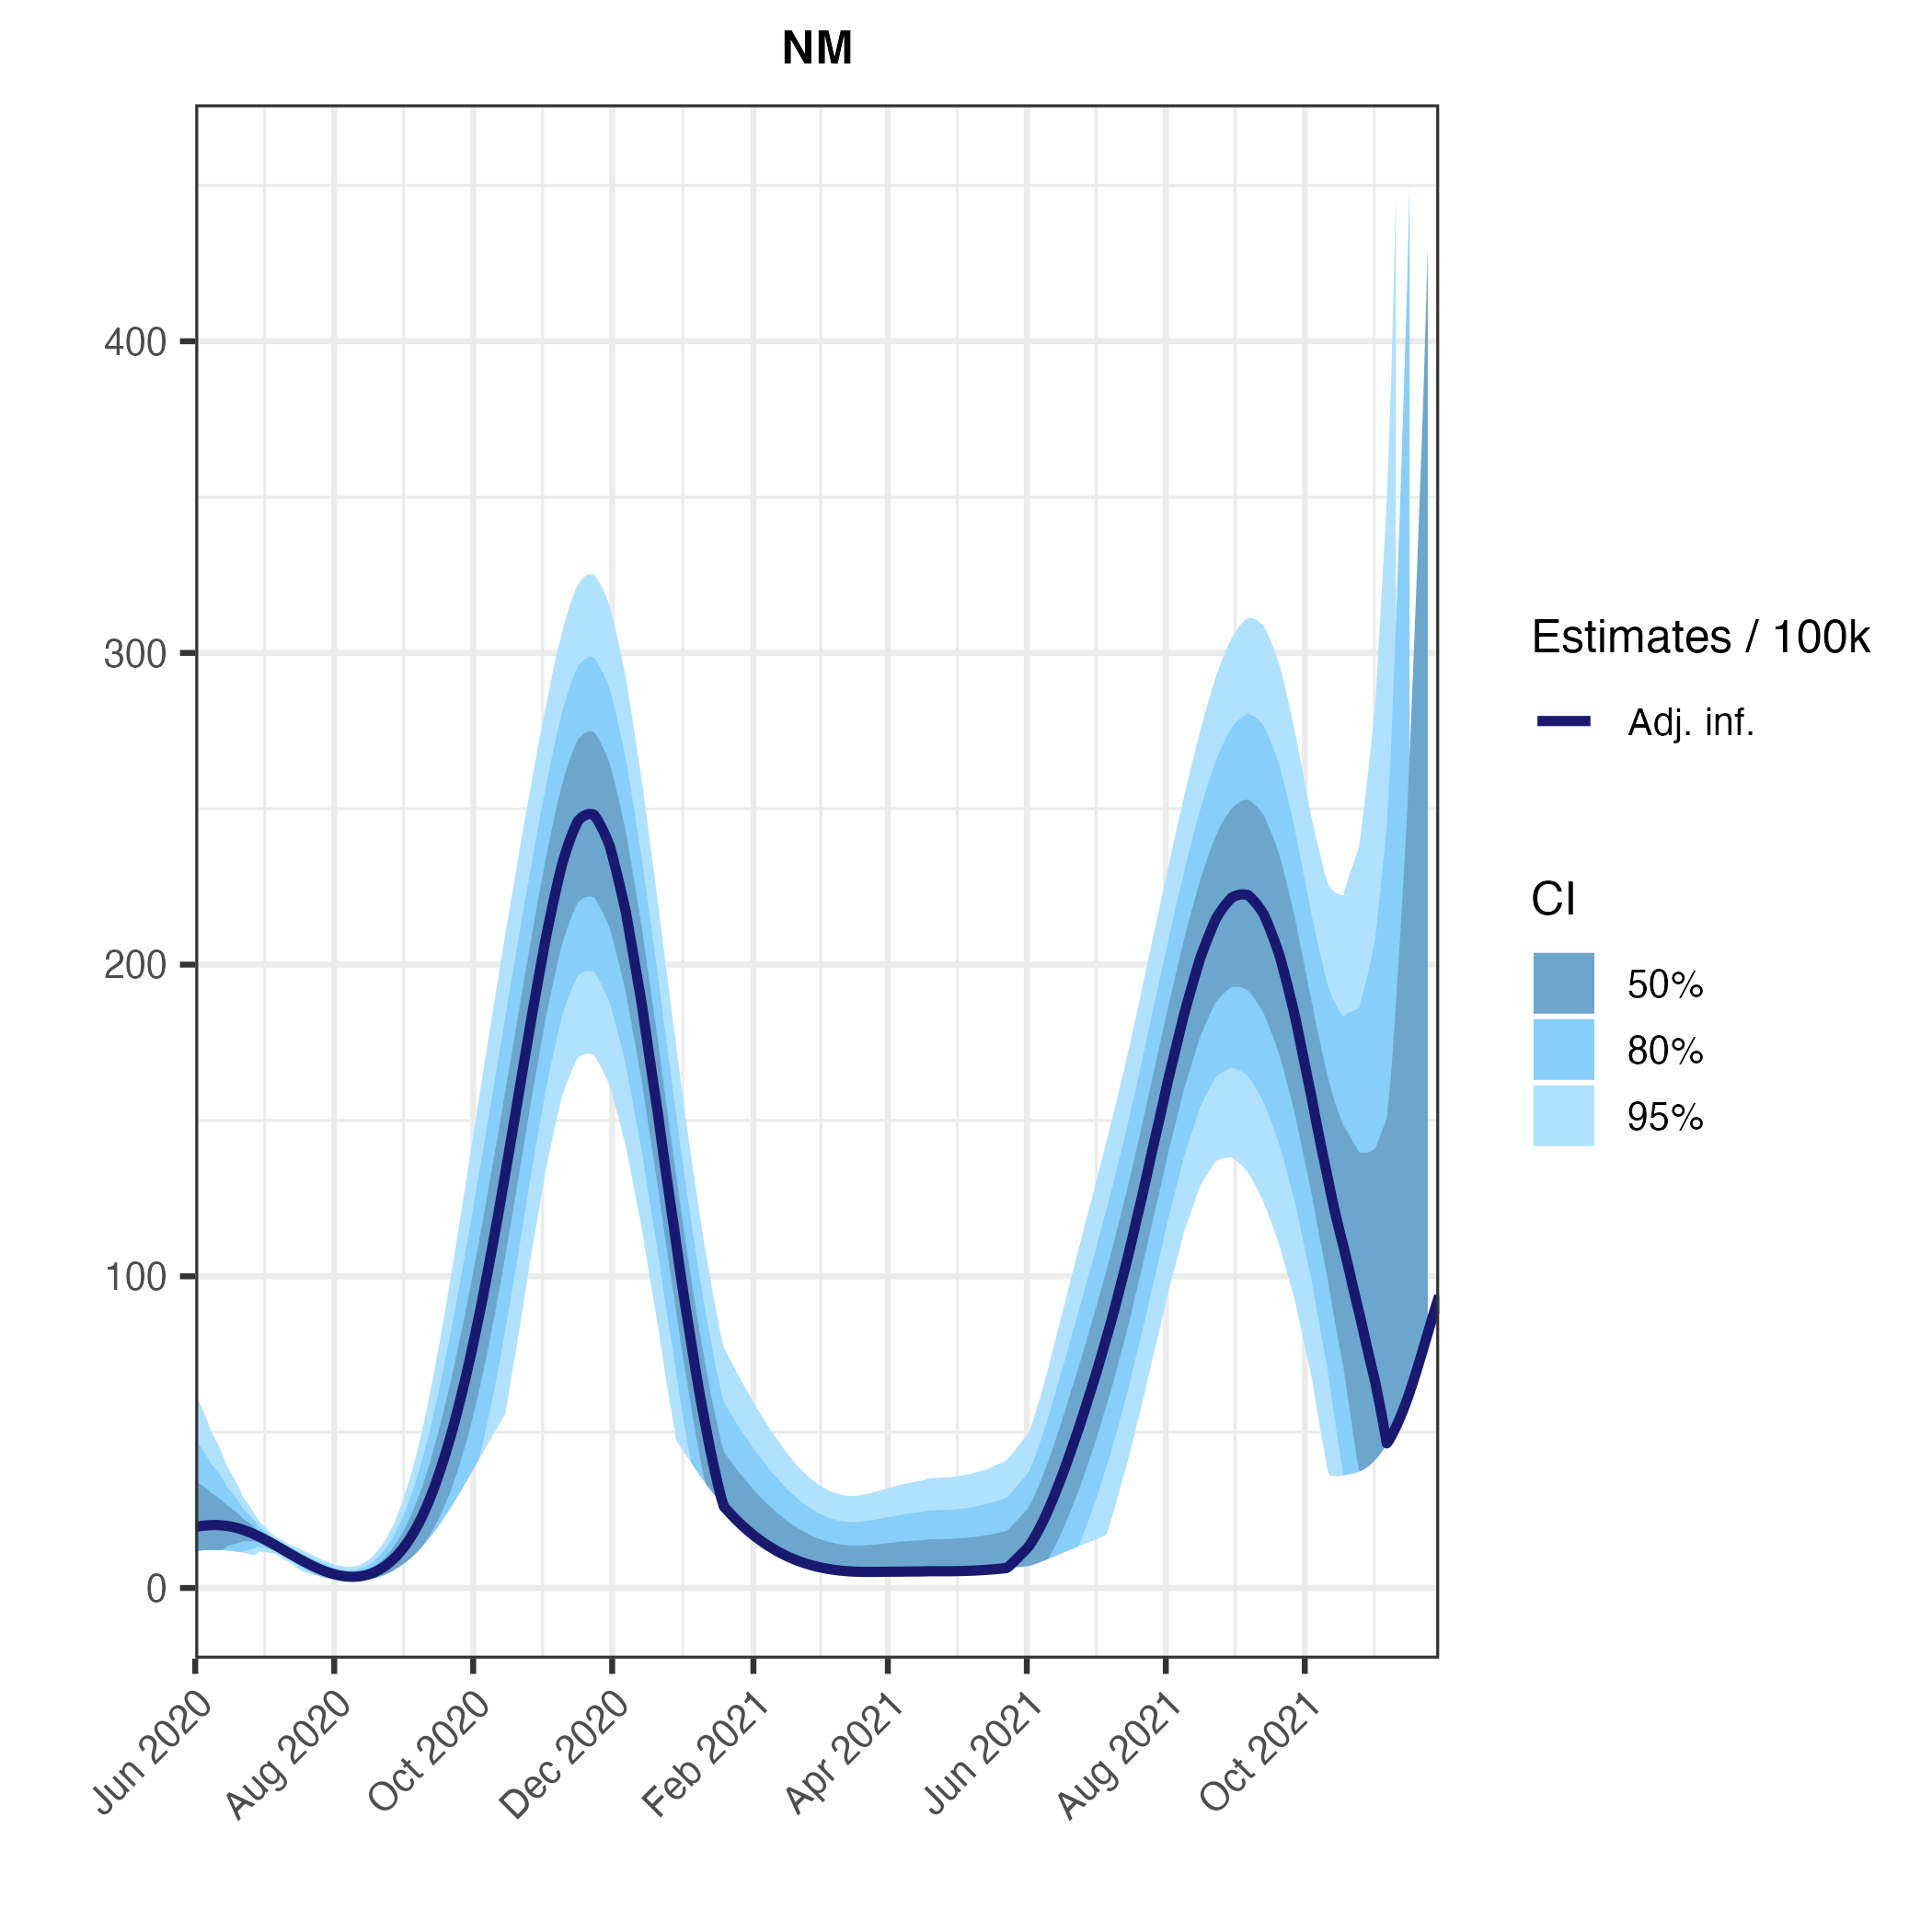 NM
400
300
200
100
0
Jun 2020
Aug 2020
Oct 2020
Dec 2020
Feb 2021
Apr 2021
Jun 2021
Aug 2021
Oct 2021
Estimates / 100k
Adj. inf.
CI
50%
80%
95%